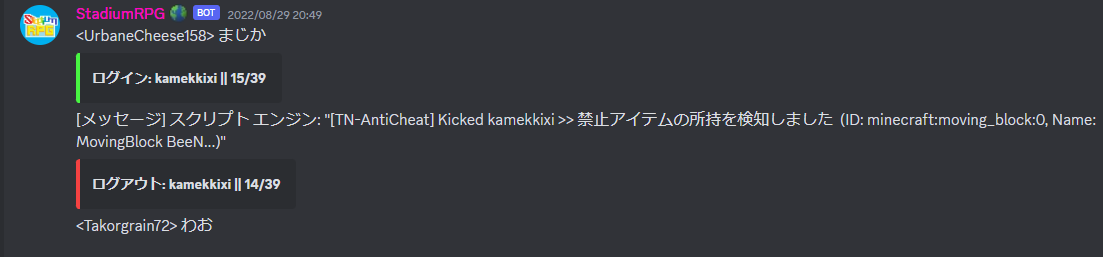 StadiumRPG BOT 2022/08/29 20:49
<UrbaneCheese158> まじか
ログイン: kamekkixi || 15/39
[メッセージ] スクリプト エンジン: "[TN-AntiCheat] Kicked kamekkixi >> 禁止アイテムの所持を検知しました (ID: minecraft:moving_block:0, Name:
MovingBlock BeeN...)"
ログアウト: kamekkixi || 14/39
<Takorgrain72> わお